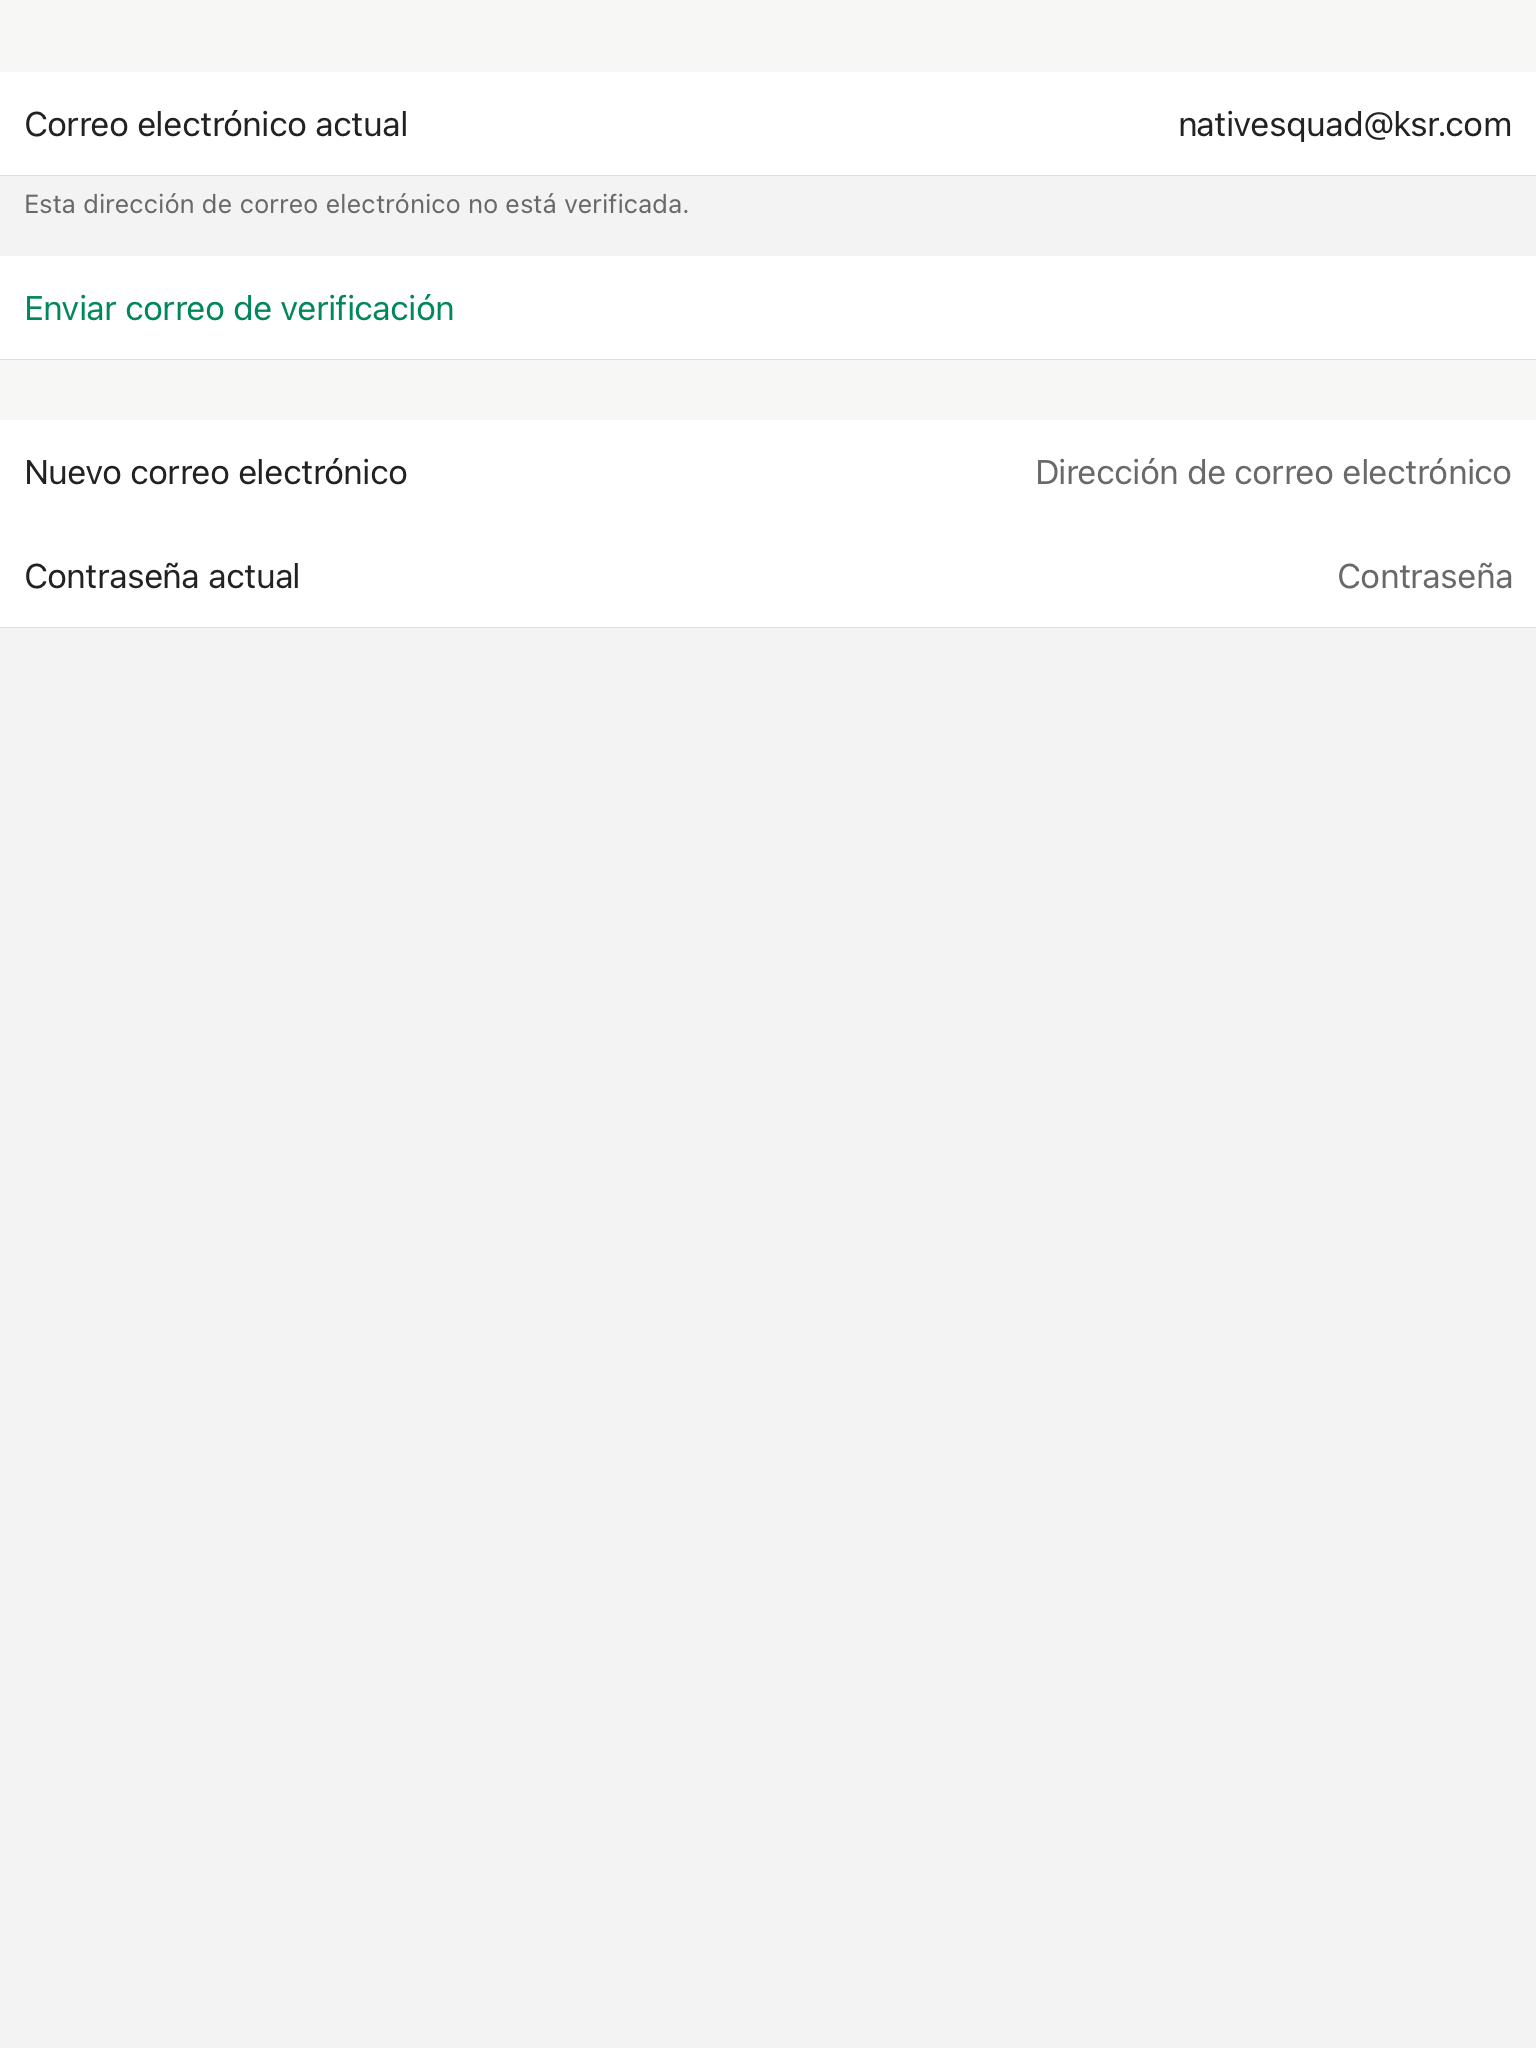 Correo electrónico actual nativesquad@ksr.com
Esta dirección de correo electrónico no está verificada.
Enviar correo de verificación
Nuevo correo electrónico Dirección de correo electrónico
Contraseña actual Contraseña